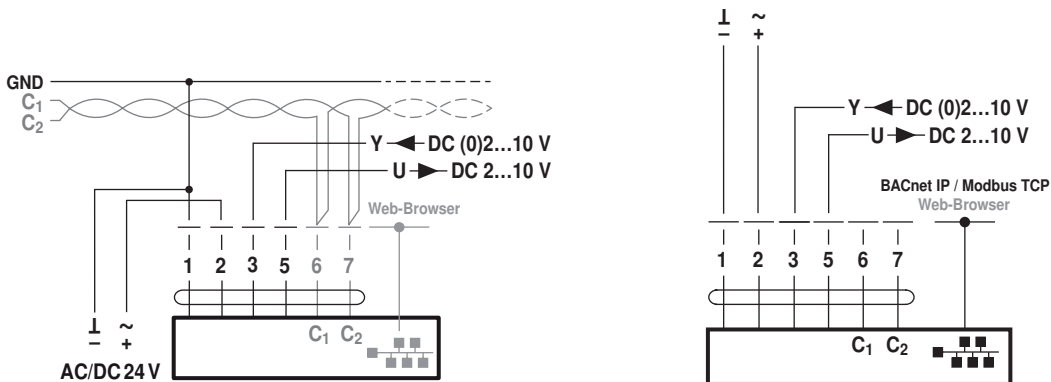 GND
C1
C2
Y DC (0)2...10 V
U DC 2...10 V
Web-Browser
1 2 3 5 6 7
C1 C2
⊥ ~
– +
AC/DC 24 V
⊥ ~
– +
Y DC (0)2...10 V
U DC 2...10 V
BACnet IP / Modbus TCP
Web-Browser
1 2 3 5 6 7
C1 C2